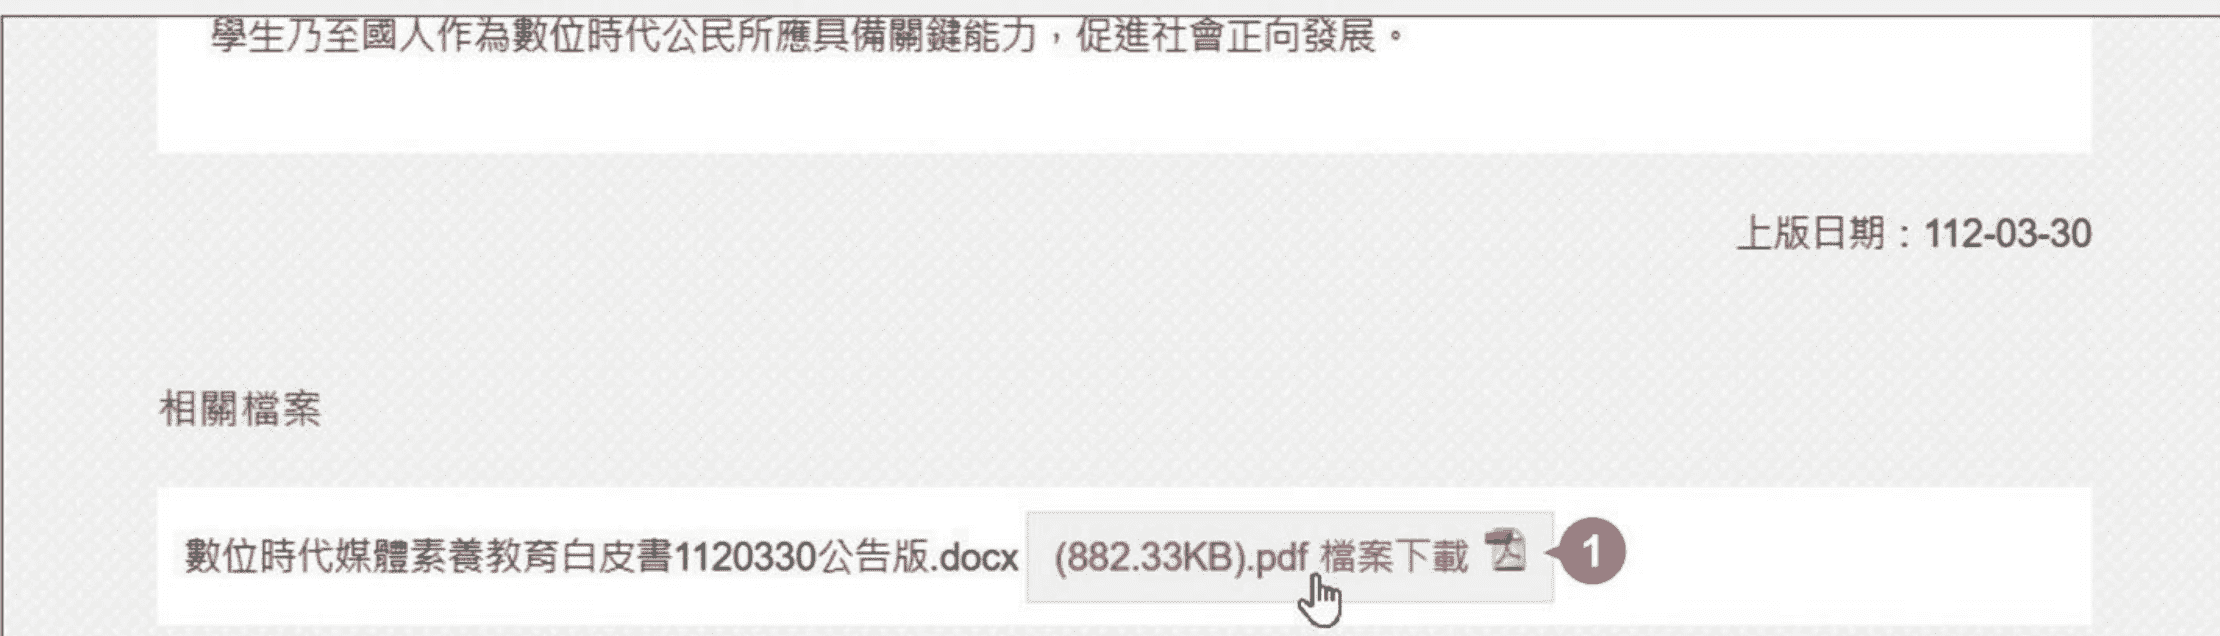 學生乃至國人作為數位時代公民所應具備關鍵能力，促進社會正向發展。
上版日期：112-03-30
相關檔案
數位時代媒體素養教育白皮書1120330公告版.docx (882.33KB).pdf 檔案下載 1